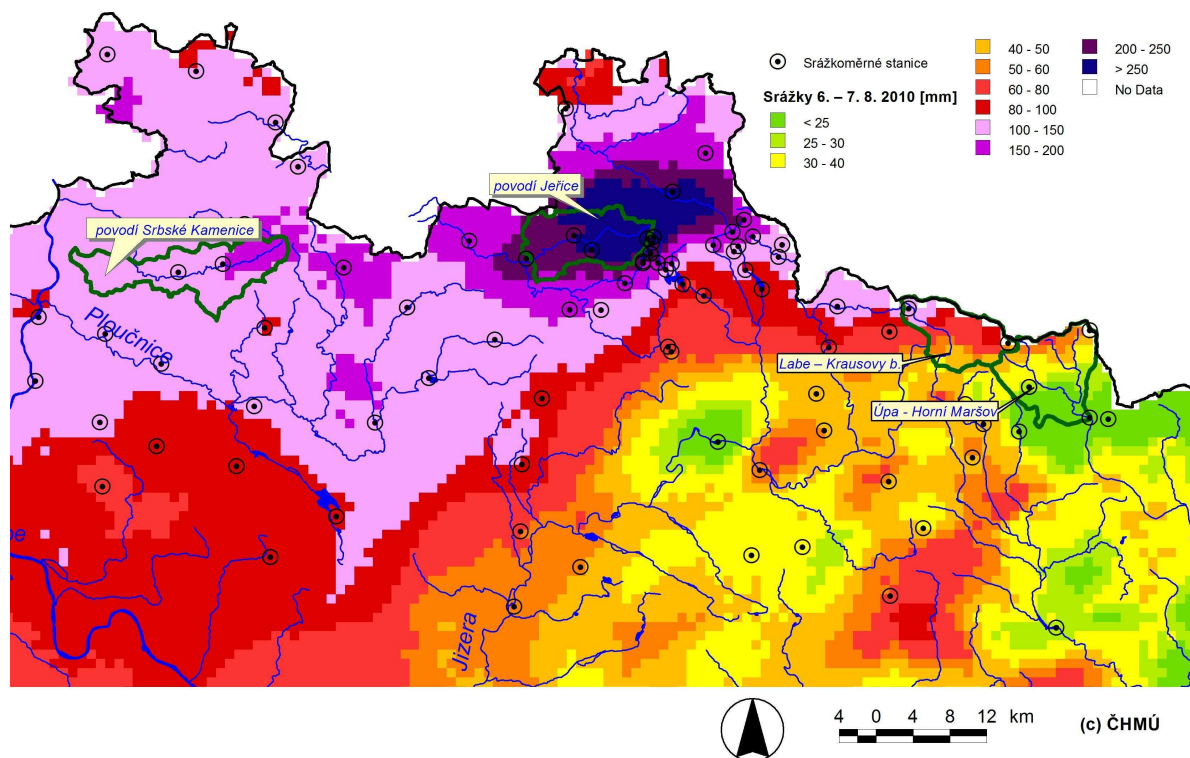 Srážkoměrné stanice
Srážky 6. – 7. 8. 2010 [mm]
< 25
25 - 30
30 - 40
40 - 50
50 - 60
60 - 80
80 - 100
100 - 150
150 - 200
200 - 250
> 250
No Data
povodí Jeřice
povodí Srbské Kamenice
Ploučnice
Labe – Krausovy b.
Úpa - Horní Maršov
be
Jizera
4 0 4 8 12 km
(c) ČHMÚ